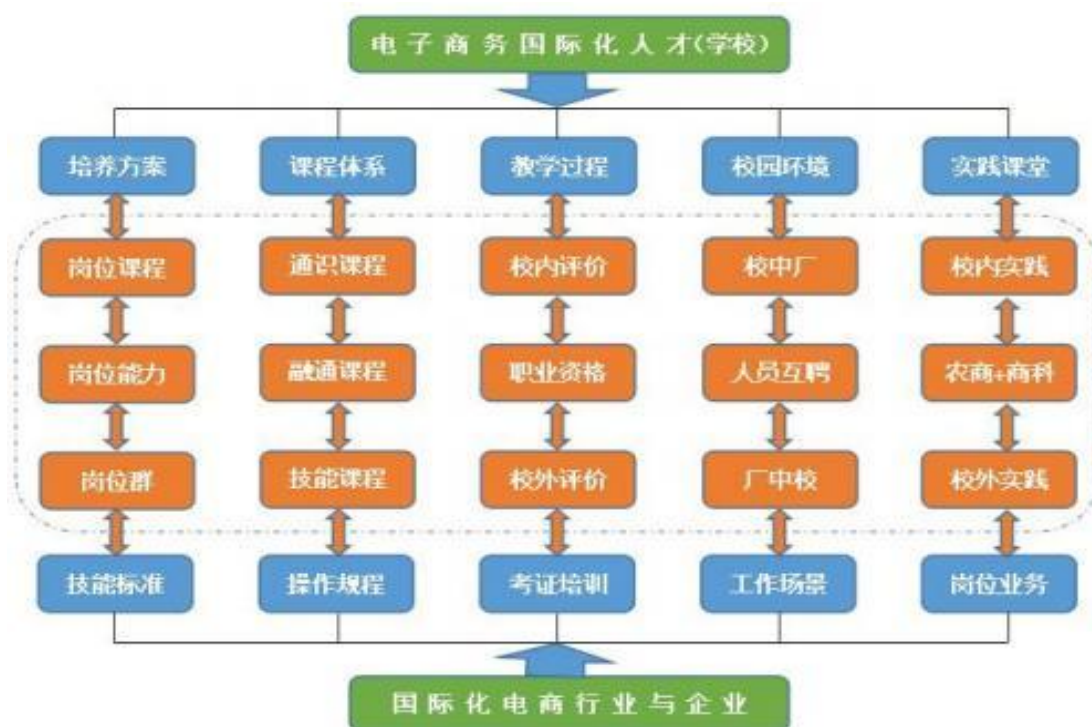 电子商务国际化人才(学校)
培养方案 课程体系 教学过程 校园环境 实践课堂
岗位课程 通识课程 校内评价 校中厂 校内实践
岗位能力 融通课程 职业资格 人员互聘 农商+商科
岗位群 技能课程 校外评价 厂中校 校外实践
技能标准 操作规程 考证培训 工作场景 岗位业务
国际化电商行业与企业